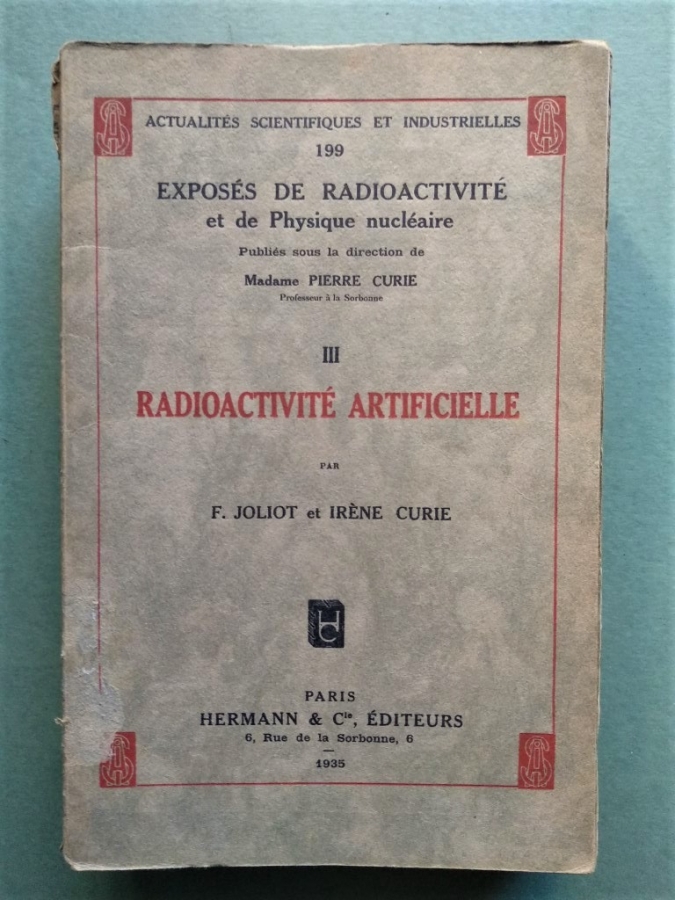 ACTUALITÉS SCIENTIFIQUES ET INDUSTRIELLES
199
EXPOSÉS DE RADIOACTIVITÉ
et de Physique nucléaire
Publiés sous la direction de
Madame PIERRE CURIE
Professeur à la Sorbonne
III
RADIOACTIVITÉ ARTIFICIELLE
PAR
F. JOLIOT et IRÈNE CURIE
HC
PARIS
HERMANN & Cie, ÉDITEURS
6, Rue de la Sorbonne, 6
1935